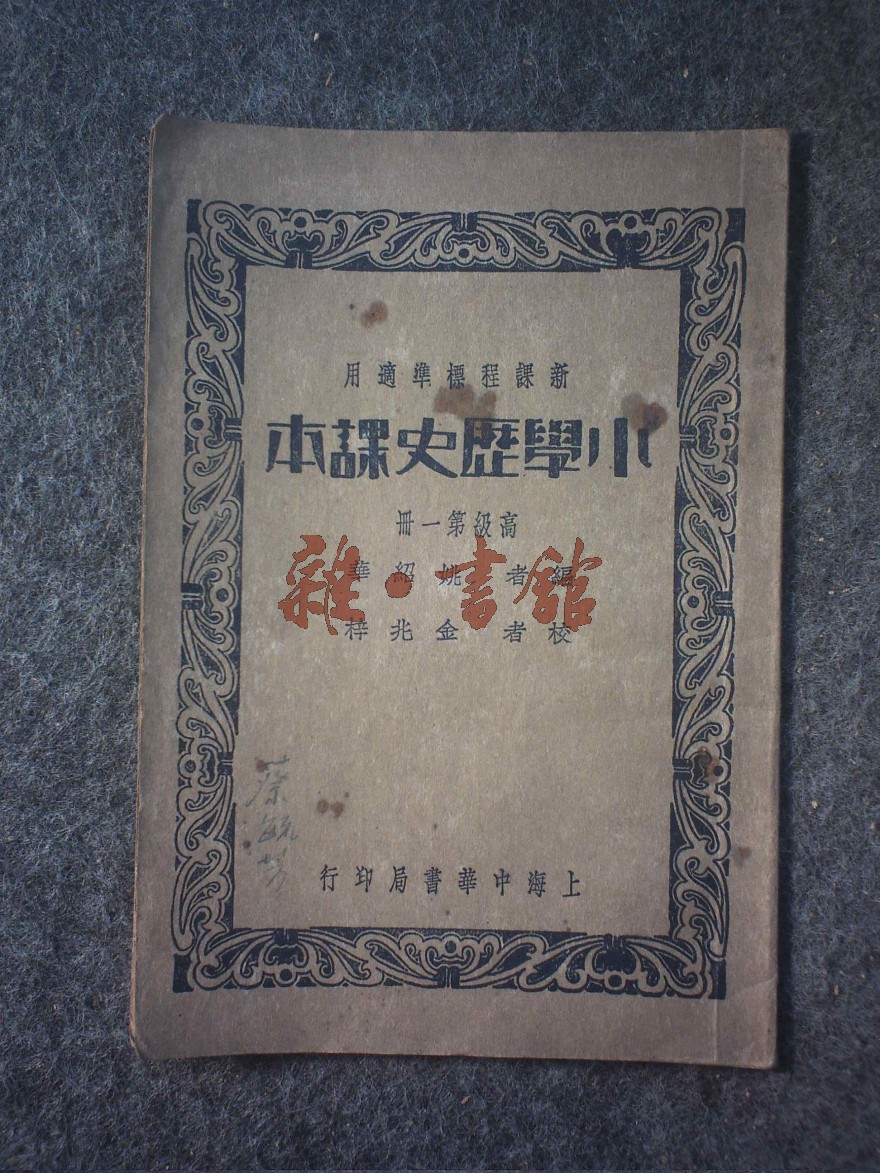 新課程標準適用
小學歷史課本
高級第一冊
編者 姚紹華
校者 金兆梓
雜·書館
蔡毓
上海中華書局印行